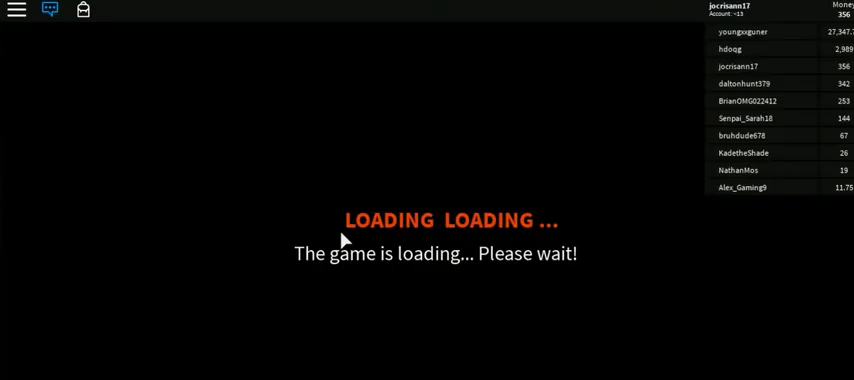 jocrisann17
Account: <13
Money
356
youngxxguner 27,347.7
hdoqg 2,989
jocrisann17 356
daltonhunt379 342
BrianOMG022412 253
Senpai_Sarah18 144
bruhdude678 67
KadetheShade 26
NathanMos 19
Alex_Gaming9 11.75
LOADING LOADING ...
The game is loading... Please wait!